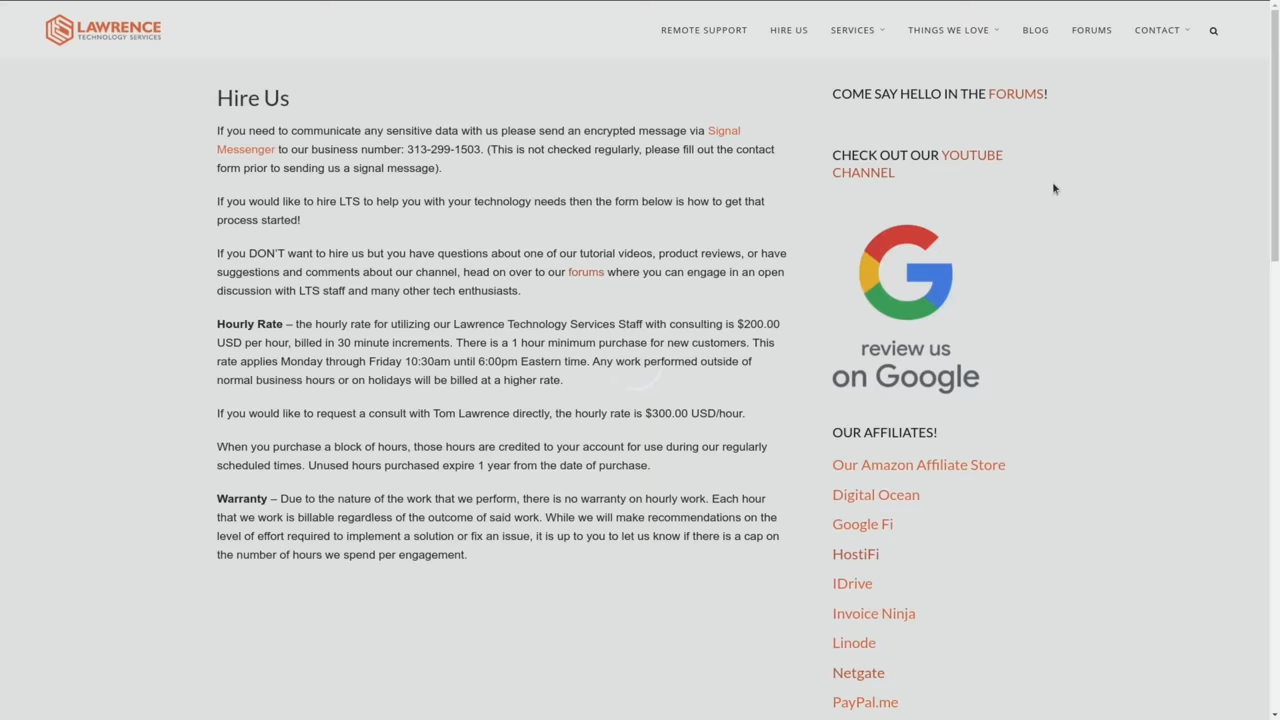 LAWRENCE
TECHNOLOGY SERVICES
REMOTE SUPPORT HIRE US SERVICES THINGS WE LOVE BLOG FORUMS CONTACT
Hire Us
If you need to communicate any sensitive data with us please send an encrypted message via Signal
Messenger to our business number: 313-299-1503. (This is not checked regularly, please fill out the contact
form prior to sending us a signal message).
If you would like to hire LTS to help you with your technology needs then the form below is how to get that
process started!
If you DON'T want to hire us but you have questions about one of our tutorial videos, product reviews, or have
suggestions and comments about our channel, head on over to our forums where you can engage in an open
discussion with LTS staff and many other tech enthusiasts.
Hourly Rate – the hourly rate for utilizing our Lawrence Technology Services Staff with consulting is $200.00
USD per hour, billed in 30 minute increments. There is a 1 hour minimum purchase for new customers. This
rate applies Monday through Friday 10:30am until 6:00pm Eastern time. Any work performed outside of
normal business hours or on holidays will be billed at a higher rate.
If you would like to request a consult with Tom Lawrence directly, the hourly rate is $300.00 USD/hour.
When you purchase a block of hours, those hours are credited to your account for use during our regularly
scheduled times. Unused hours purchased expire 1 year from the date of purchase.
Warranty – Due to the nature of the work that we perform, there is no warranty on hourly work. Each hour
that we work is billable regardless of the outcome of said work. While we will make recommendations on the
level of effort required to implement a solution or fix an issue, it is up to you to let us know if there is a cap on
the number of hours we spend per engagement.
COME SAY HELLO IN THE FORUMS!
CHECK OUT OUR YOUTUBE
CHANNEL
review us
on Google
OUR AFFILIATES!
Our Amazon Affiliate Store
Digital Ocean
Google Fi
HostiFi
IDrive
Invoice Ninja
Linode
Netgate
PayPal.me